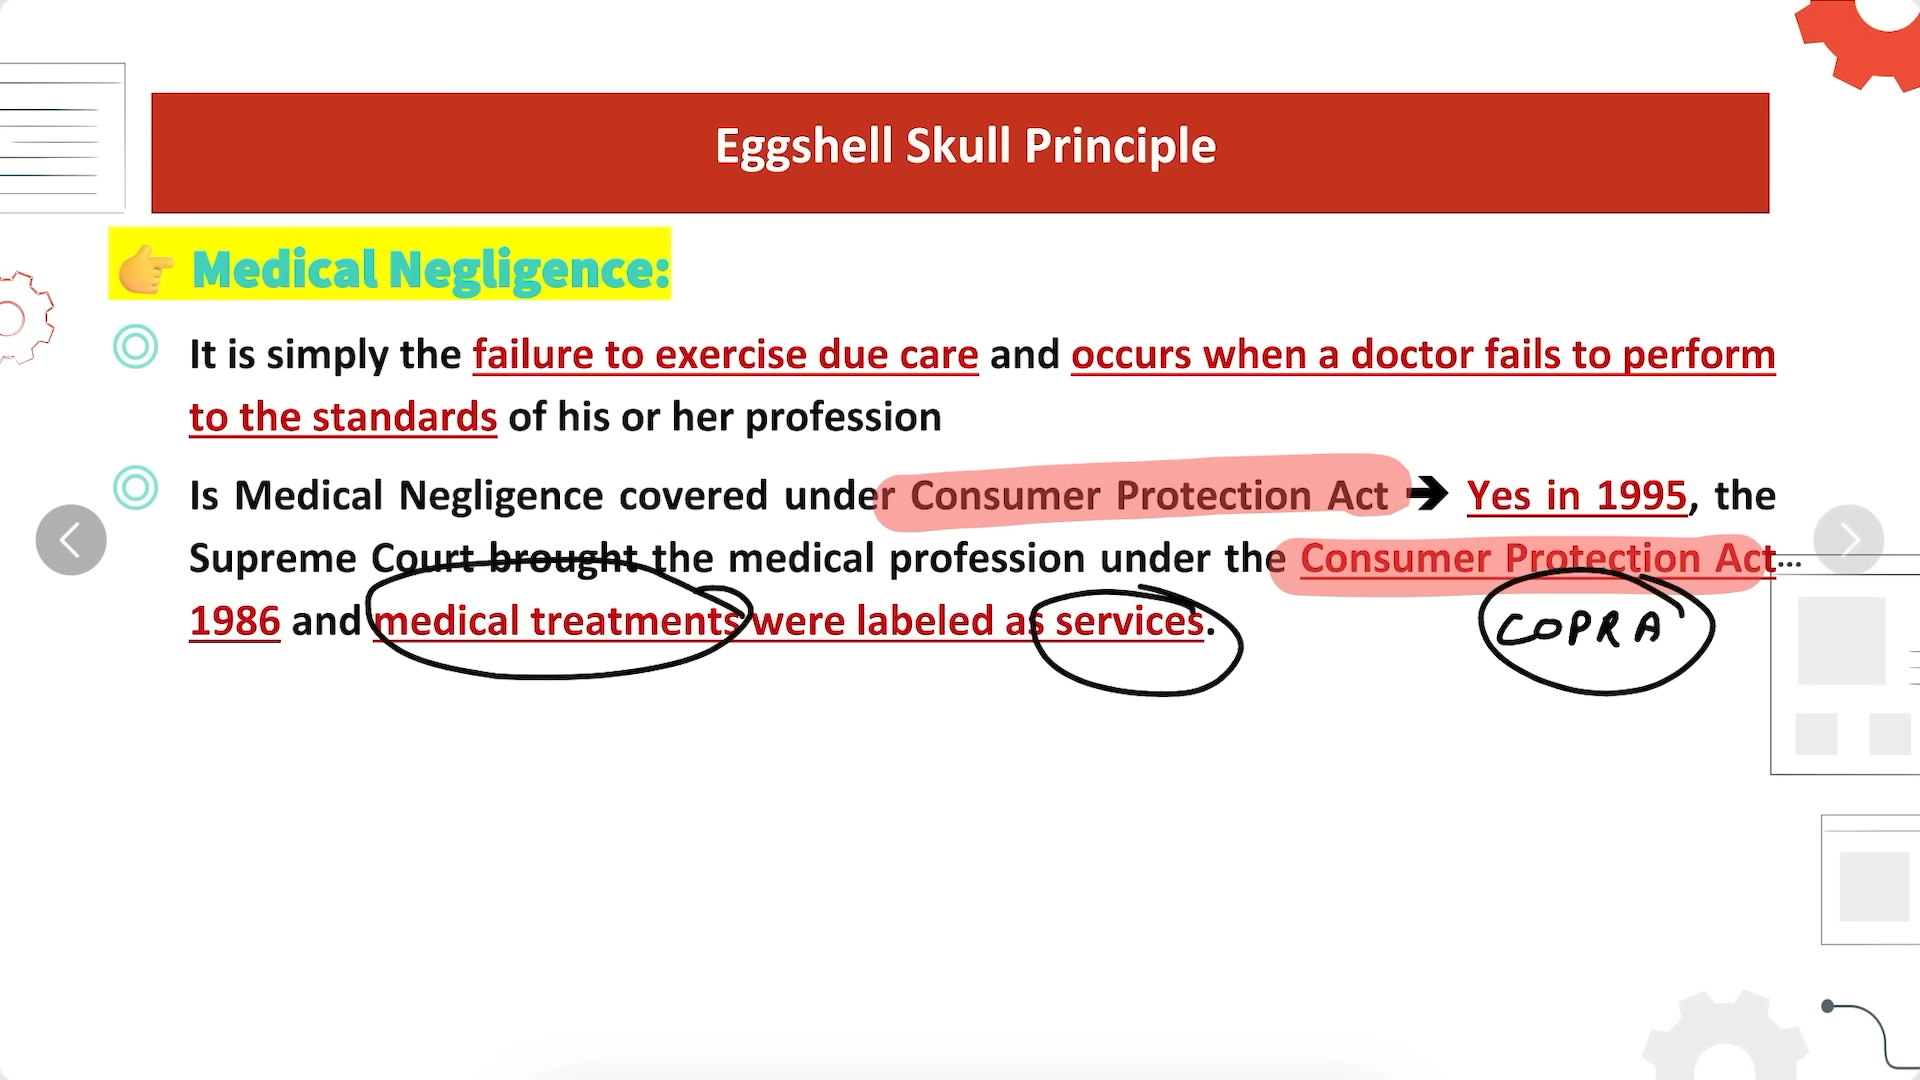 Eggshell Skull Principle
👉 Medical Negligence:
It is simply the failure to exercise due care and occurs when a doctor fails to perform
to the standards of his or her profession
Is Medical Negligence covered under Consumer Protection Act ➔ Yes in 1995, the
Supreme Court brought the medical profession under the Consumer Protection Act...
1986 and medical treatments were labeled as services.
COPRA